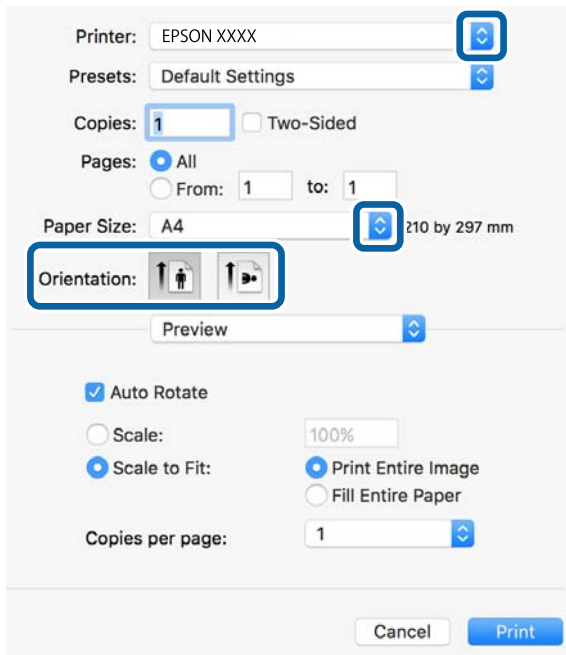 Printer: EPSON XXXX
Presets: Default Settings
Copies: 1 Two-Sided
Pages: All
From: 1 to: 1
Paper Size: A4 210 by 297 mm
Orientation:
Preview
Auto Rotate
Scale: 100%
Scale to Fit: Print Entire Image
Fill Entire Paper
Copies per page: 1
Cancel Print